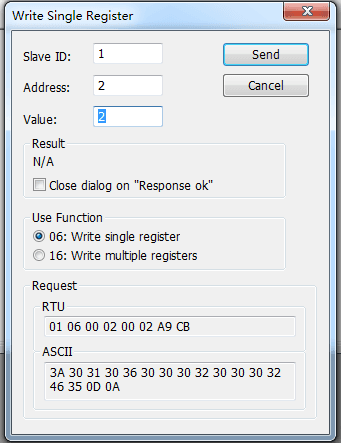 Write Single Register
Slave ID: 1 Send
Address: 2 Cancel
Value: 2
Result
N/A
Close dialog on "Response ok"
Use Function
06: Write single register
16: Write multiple registers
Request
RTU
01 06 00 02 00 02 A9 CB
ASCII
3A 30 31 30 36 30 30 30 32 30 30 30 32
46 35 0D 0A